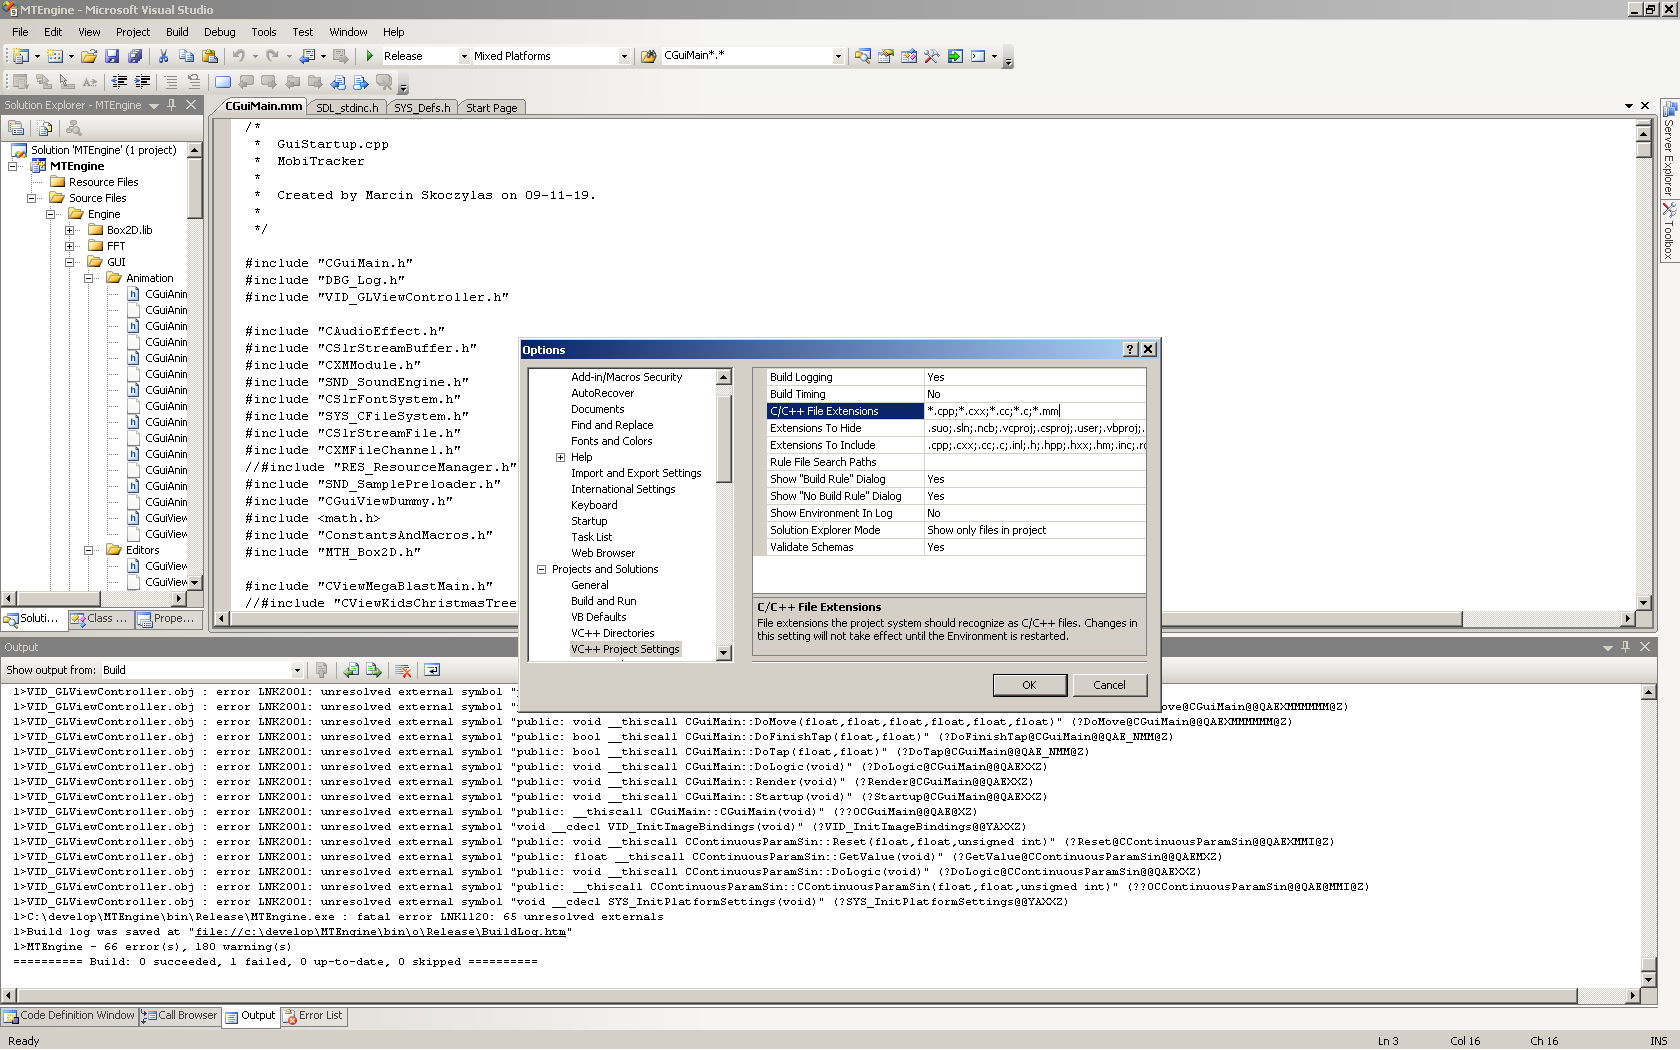 MTEngine - Microsoft Visual Studio
File Edit View Project Build Debug Tools Test Window Help
Release Mixed Platforms CGuiMain*.*
Solution Explorer - MTEngine
CGuiMain.mm SDL_stdinc.h SYS_Defs.h Start Page
Solution 'MTEngine' (1 project)
MTEngine
Resource Files
Source Files
Engine
Box2D.lib
FFT
GUI
Animation
CGuiAnin
CGuiAnin
CGuiAnin
CGuiAnin
CGuiAnin
CGuiAnin
CGuiAnin
CGuiAnin
CGuiAnin
CGuiAnin
CGuiAnin
CGuiAnin
CGuiAnin
CGuiAnin
CGuiView
CGuiView
Editors
CGuiView
CGuiView
Soluti... Class ... Prope...
/*
* GuiStartup.cpp
* MobiTracker
*
* Created by Marcin Skoczylas on 09-11-19.
*
*/
#include "CGuiMain.h"
#include "DBG_Log.h"
#include "VID_GLViewController.h"
#include "CAudioEffect.h"
#include "CSlrStreamBuffer.h"
#include "CXMModule.h"
#include "SND_SoundEngine.h"
#include "CSlrFontSystem.h"
#include "SYS_CFileSystem.h"
#include "CSlrStreamFile.h"
#include "CXMFileChannel.h"
//#include "RES_ResourceManager.h"
#include "SND_SamplePreloader.h"
#include "CGuiViewDummy.h"
#include <math.h>
#include "ConstantsAndMacros.h"
#include "MTH_Box2D.h"
#include "CViewMegaBlastMain.h"
//#include "CViewKidsChristmasTree
Server Explorer
Toolbox
Options
Add-in/Macros Security
AutoRecover
Documents
Find and Replace
Fonts and Colors
Help
Import and Export Settings
International Settings
Keyboard
Startup
Task List
Web Browser
Projects and Solutions
General
Build and Run
VB Defaults
VC++ Directories
VC++ Project Settings
Build Logging Yes
Build Timing No
C/C++ File Extensions *.cpp;*.cxx;*.cc;*.c;*.mm
Extensions To Hide .suo;.sln;.ncb;.vcproj;.csproj;.user;.vbproj;.
Extensions To Include .cpp;.cxx;.cc;.c;.inl;.h;.hpp;.hxx;.hm;.inc;.rc
Rule File Search Paths
Show "Build Rule" Dialog Yes
Show "No Build Rule" Dialog Yes
Show Environment In Log No
Solution Explorer Mode Show only files in project
Validate Schemas Yes
C/C++ File Extensions
File extensions the project system should recognize as C/C++ files. Changes in
this setting will not take effect until the Environment is restarted.
OK Cancel
Output
Show output from: Build
1>VID_GLViewController.obj : error LNK2001: unresolved external symbol "p
1>VID_GLViewController.obj : error LNK2001: unresolved external symbol "p ove@CGuiMain@@QAEXMMMMMM@Z)
1>VID_GLViewController.obj : error LNK2001: unresolved external symbol "public: void __thiscall CGuiMain::DoMove(float,float,float,float,float,float)" (?DoMove@CGuiMain@@QAEXMMMMMM@Z)
1>VID_GLViewController.obj : error LNK2001: unresolved external symbol "public: bool __thiscall CGuiMain::DoFinishTap(float,float)" (?DoFinishTap@CGuiMain@@QAE_NMM@Z)
1>VID_GLViewController.obj : error LNK2001: unresolved external symbol "public: bool __thiscall CGuiMain::DoTap(float,float)" (?DoTap@CGuiMain@@QAE_NMM@Z)
1>VID_GLViewController.obj : error LNK2001: unresolved external symbol "public: void __thiscall CGuiMain::DoLogic(void)" (?DoLogic@CGuiMain@@QAEXXZ)
1>VID_GLViewController.obj : error LNK2001: unresolved external symbol "public: void __thiscall CGuiMain::Render(void)" (?Render@CGuiMain@@QAEXXZ)
1>VID_GLViewController.obj : error LNK2001: unresolved external symbol "public: void __thiscall CGuiMain::Startup(void)" (?Startup@CGuiMain@@QAEXXZ)
1>VID_GLViewController.obj : error LNK2001: unresolved external symbol "public: __thiscall CGuiMain::CGuiMain(void)" (??0CGuiMain@@QAE@XZ)
1>VID_GLViewController.obj : error LNK2001: unresolved external symbol "void __cdecl VID_InitImageBindings(void)" (?VID_InitImageBindings@@YAXXZ)
1>VID_GLViewController.obj : error LNK2001: unresolved external symbol "public: void __thiscall CContinuousParamSin::Reset(float,float,unsigned int)" (?Reset@CContinuousParamSin@@QAEXMMI@Z)
1>VID_GLViewController.obj : error LNK2001: unresolved external symbol "public: float __thiscall CContinuousParamSin::GetValue(void)" (?GetValue@CContinuousParamSin@@QAEMXZ)
1>VID_GLViewController.obj : error LNK2001: unresolved external symbol "public: void __thiscall CContinuousParamSin::DoLogic(void)" (?DoLogic@CContinuousParamSin@@QAEXXZ)
1>VID_GLViewController.obj : error LNK2001: unresolved external symbol "public: __thiscall CContinuousParamSin::CContinuousParamSin(float,float,unsigned int)" (??0CContinuousParamSin@@QAE@MMI@Z)
1>VID_GLViewController.obj : error LNK2001: unresolved external symbol "void __cdecl SYS_InitPlatformSettings(void)" (?SYS_InitPlatformSettings@@YAXXZ)
1>C:\develop\MTEngine\bin\Release\MTEngine.exe : fatal error LNK1120: 65 unresolved externals
1>Build log was saved at "file://c:\develop\MTEngine\bin\o\Release\BuildLog.htm"
1>MTEngine - 66 error(s), 180 warning(s)
========== Build: 0 succeeded, 1 failed, 0 up-to-date, 0 skipped ==========
Code Definition Window Call Browser Output Error List
Ready Ln 3 Col 16 Ch 16 INS